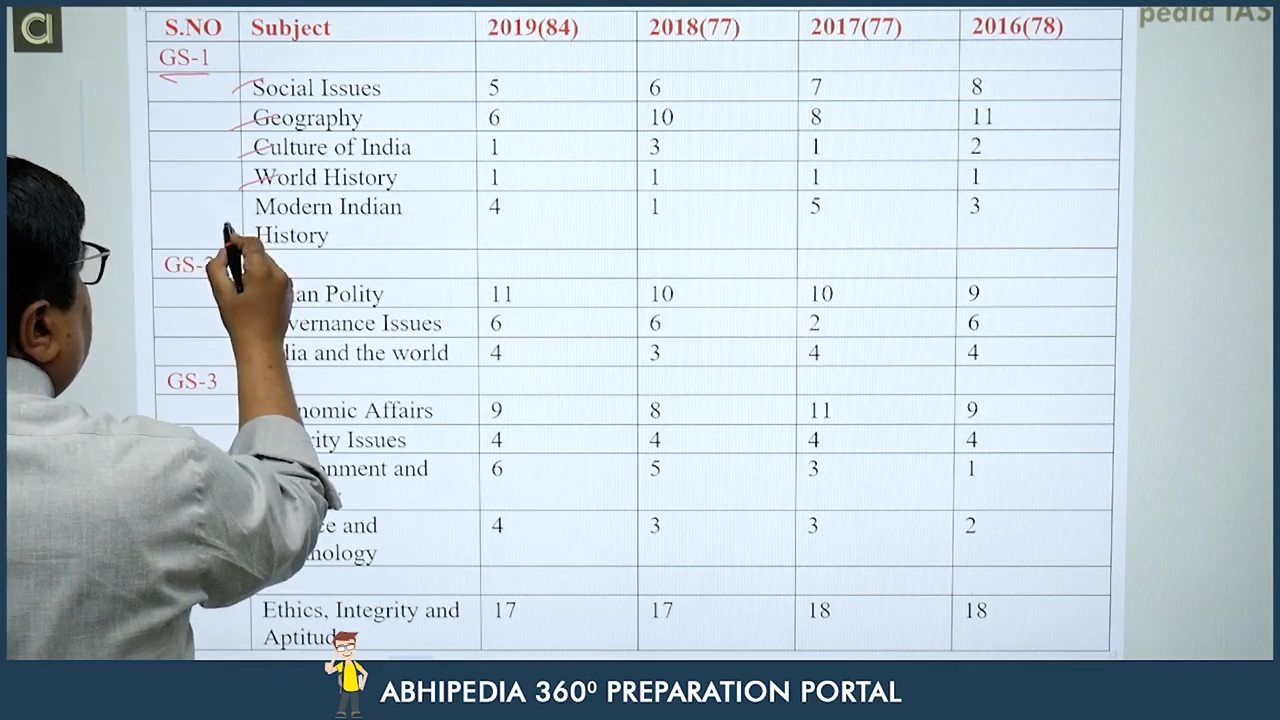 a
pedia IAS
S.NO Subject 2019(84) 2018(77) 2017(77) 2016(78)
GS-1
Social Issues 5 6 7 8
Geography 6 10 8 11
Culture of India 1 3 1 2
World History 1 1 1 1
Modern Indian 4 1 5 3
History
GS-
an Polity 11 10 10 9
vernance Issues 6 6 2 6
dia and the world 4 3 4 4
GS-3
nomic Affairs 9 8 11 9
rity Issues 4 4 4 4
onment and 6 5 3 1
ce and 4 3 3 2
nology
Ethics, Integrity and 17 17 18 18
Aptitud
ABHIPEDIA 360⁰ PREPARATION PORTAL